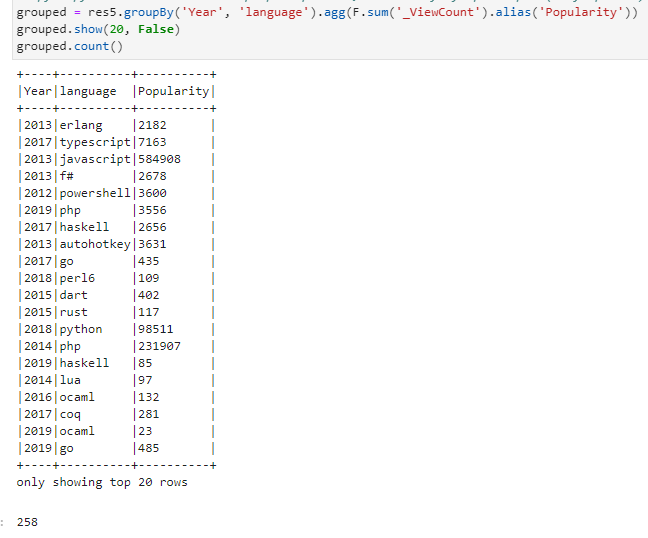 grouped = res5.groupBy('Year', 'language').agg(F.sum('_ViewCount').alias('Popularity'))
grouped.show(20, False)
grouped.count()
+----+----------+----------+
|Year|language  |Popularity|
+----+----------+----------+
|2013|erlang    |2182      |
|2017|typescript|7163      |
|2013|javascript|584908    |
|2013|f#        |2678      |
|2012|powershell|3600      |
|2019|php       |3556      |
|2017|haskell   |2656      |
|2013|autohotkey|3631      |
|2017|go        |435       |
|2018|perl6     |109       |
|2015|dart      |402       |
|2015|rust      |117       |
|2018|python    |98511     |
|2014|php       |231907    |
|2019|haskell   |85        |
|2014|lua       |97        |
|2016|ocaml     |132       |
|2017|coq       |281       |
|2019|ocaml     |23        |
|2019|go        |485       |
+----+----------+----------+
only showing top 20 rows
: 258